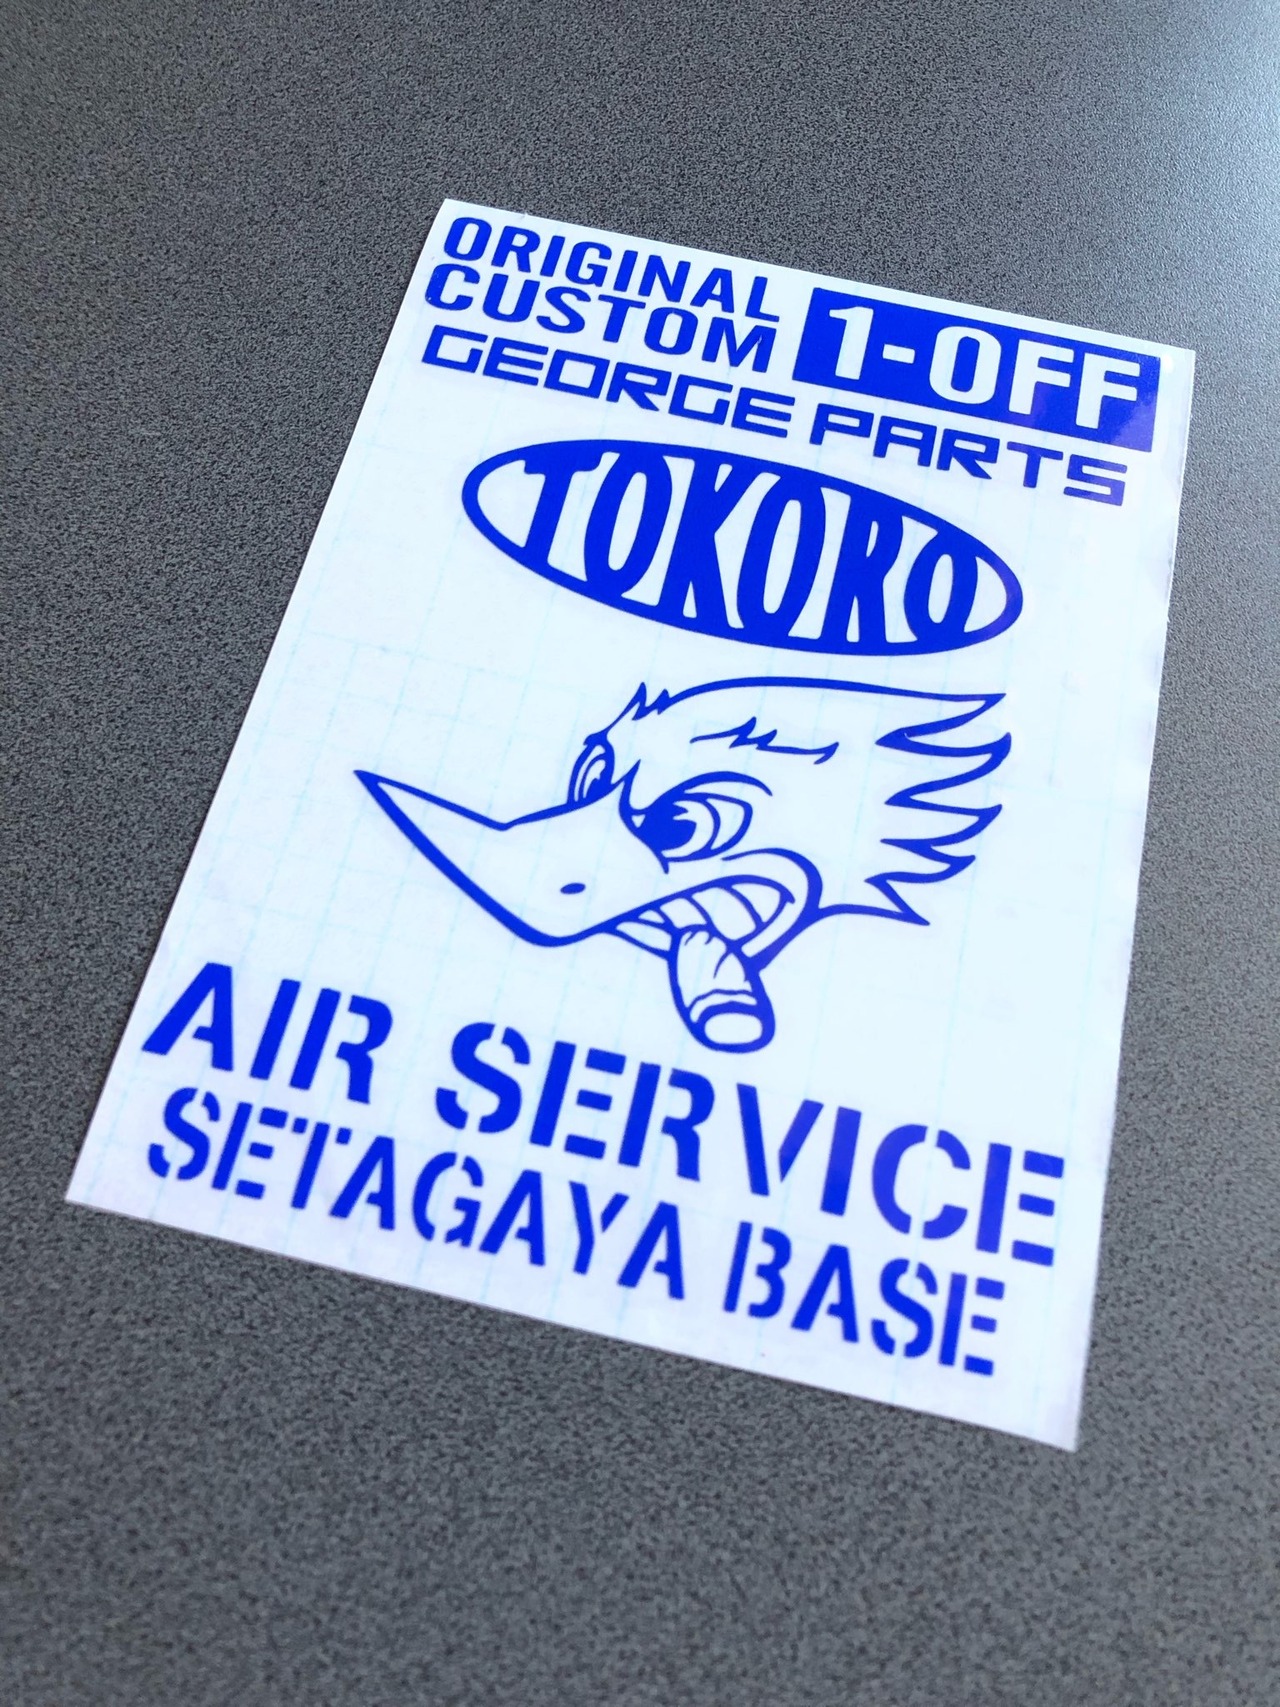 ORIGINAL
CUSTOM
1-OFF
GEORGE PARTS
TOKORO
AIR SERVICE
SETAGAYA BASE